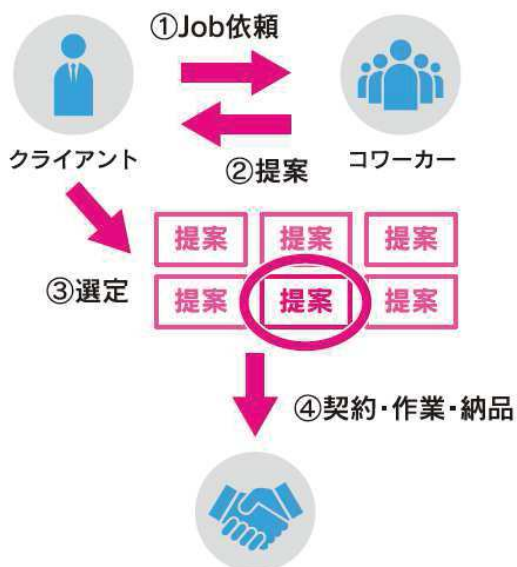 ①Job依頼
クライアント
コワーカー
②提案
③選定
提案 提案 提案
提案 提案 提案
④契約・作業・納品